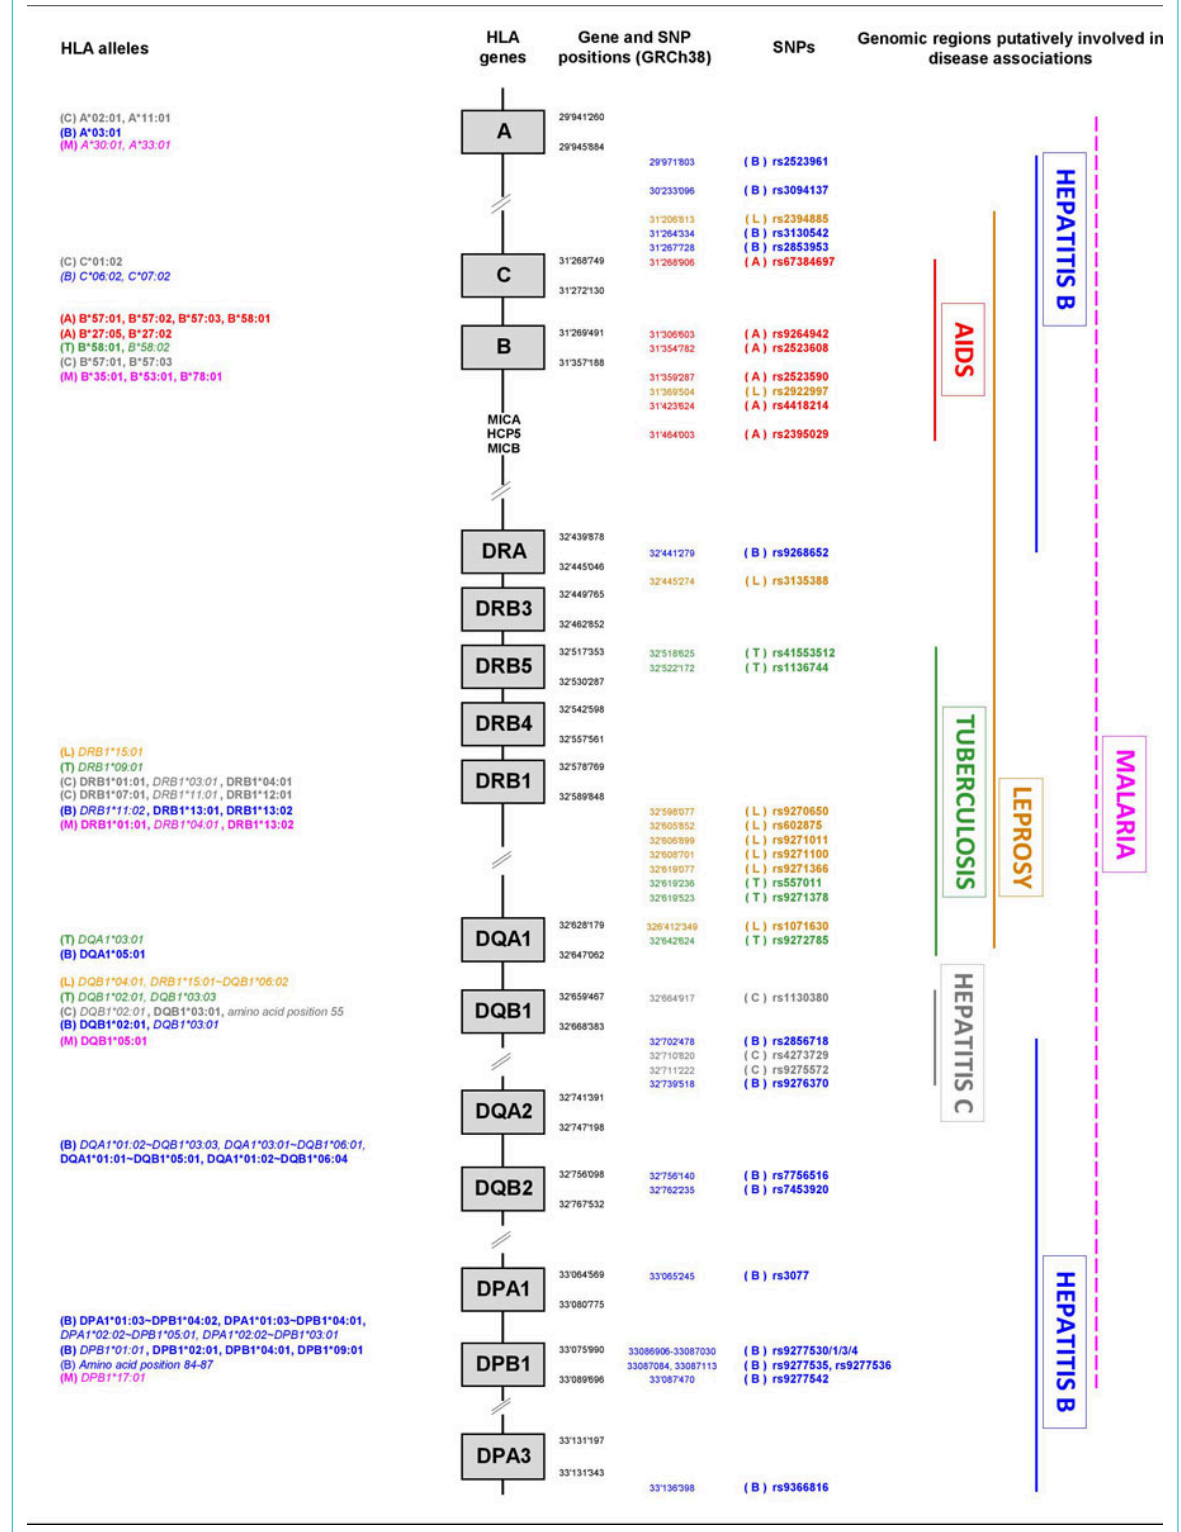 HLA alleles
HLA genes
Gene and SNP positions (GRCh38)
SNPs
Genomic regions putatively involved in disease associations
(C) A*02:01, A*11:01
(B) A*03:01
(M) A*30:01, A*33:01
A
29'941'260
29'945'884
29'971'803 (B) rs2523961
30'233'096 (B) rs3094137
31'206'813 (L) rs2394885
31'264'334 (B) rs3130542
31'267'728 (B) rs2853953
31'268'906 (A) rs67384697
(C) C*01:02
(B) C*06:02, C*07:02
C
31'268'749
31'272'130
(A) B*57:01, B*57:02, B*57:03, B*58:01
(A) B*27:05, B*27:02
(T) B*58:01, B*58:02
(C) B*57:01, B*57:03
(M) B*35:01, B*53:01, B*78:01
B
31'269'491
31'357'188
31'306'603 (A) rs9264942
31'354'782 (A) rs2523608
31'359'287 (A) rs2523590
31'369'504 (L) rs2922997
31'423'624 (A) rs4418214
31'464'003 (A) rs2395029
MICA
HCP5
MICB
DRA
32'439'878
32'445'046
32'441'279 (B) rs9268652
32'445'274 (L) rs3135388
DRB3
32'449'765
32'462'852
DRB5
32'517'353
32'530'287
32'518'625 (T) rs41553512
32'522'172 (T) rs1136744
DRB4
32'542'598
32'557'561
(L) DRB1*15:01
(T) DRB1*09:01
(C) DRB1*01:01, DRB1*03:01, DRB1*04:01
(C) DRB1*07:01, DRB1*11:01, DRB1*12:01
(B) DRB1*11:02, DRB1*13:01, DRB1*13:02
(M) DRB1*01:01, DRB1*04:01, DRB1*13:02
DRB1
32'578'769
32'589'848
32'598'077 (L) rs9270650
32'605'852 (L) rs602875
32'606'899 (L) rs9271011
32'608'701 (L) rs9271100
32'619'077 (L) rs9271366
32'619'236 (T) rs557011
32'619'523 (T) rs9271378
(T) DQA1*03:01
(B) DQA1*05:01
DQA1
32'628'179
32'647'062
326'412'349 (L) rs1071630
32'642'624 (T) rs9272785
(L) DQB1*04:01, DRB1*15:01~DQB1*06:02
(T) DQB1*02:01, DQB1*03:03
(C) DQB1*02:01, DQB1*03:01, amino acid position 55
(B) DQB1*02:01, DQB1*03:01
(M) DQB1*05:01
DQB1
32'659'467
32'668'383
32'664'917 (C) rs1130380
32'702'478 (B) rs2856718
32'710'820 (C) rs4273729
32'711'222 (C) rs9275572
32'739'518 (B) rs9276370
DQA2
32'741'391
32'747'198
(B) DQA1*01:02~DQB1*03:03, DQA1*03:01~DQB1*06:01,
DQA1*01:01~DQB1*05:01, DQA1*01:02~DQB1*06:04
DQB2
32'756'098
32'767'532
32'756'140 (B) rs7756516
32'762'235 (B) rs7453920
DPA1
33'064'569
33'080'775
33'065'245 (B) rs3077
(B) DPA1*01:03~DPB1*04:02, DPA1*01:03~DPB1*04:01,
DPA1*02:02~DPB1*05:01, DPA1*02:02~DPB1*03:01
(B) DPB1*01:01, DPB1*02:01, DPB1*04:01, DPB1*09:01
(B) Amino acid position 84-87
(M) DPB1*17:01
DPB1
33'075'990
33'089'696
33086906-33087030 (B) rs9277530/1/3/4
33087084, 33087113 (B) rs9277535, rs9277536
33'087'470 (B) rs9277542
DPA3
33'131'197
33'131'343
33'136'398 (B) rs9366816
HEPATITIS B
AIDS
TUBERCULOSIS
LEPROSY
MALARIA
HEPATITIS C
HEPATITIS B